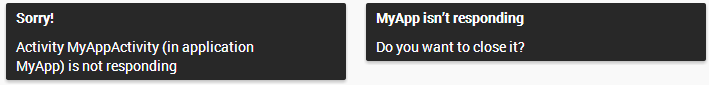 Sorry!
Activity MyAppActivity (in application
MyApp) is not responding
MyApp isn’t responding
Do you want to close it?